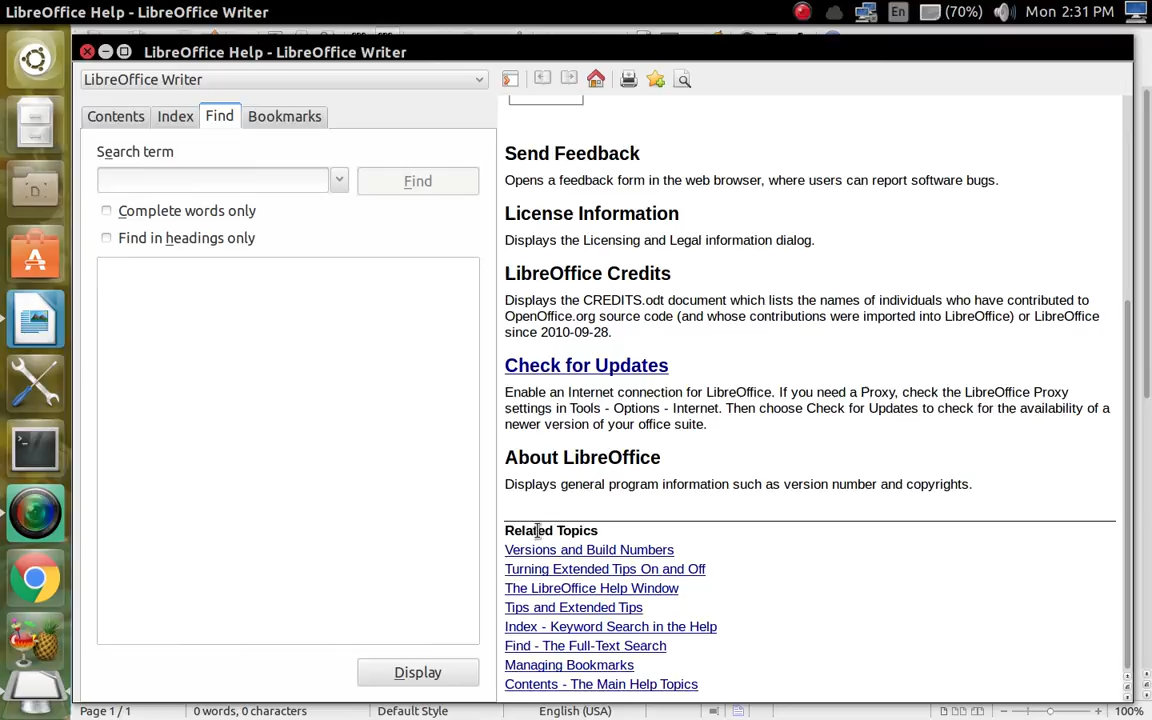 LibreOffice Help - LibreOffice Writer
En
(70%)
Mon 2:31 PM
LibreOffice Help - LibreOffice Writer
LibreOffice Writer
Contents
Index
Find
Bookmarks
Search term
Find
Complete words only
Find in headings only
Display
Send Feedback
Opens a feedback form in the web browser, where users can report software bugs.
License Information
Displays the Licensing and Legal information dialog.
LibreOffice Credits
Displays the CREDITS.odt document which lists the names of individuals who have contributed to
OpenOffice.org source code (and whose contributions were imported into LibreOffice) or LibreOffice
since 2010-09-28.
Check for Updates
Enable an Internet connection for LibreOffice. If you need a Proxy, check the LibreOffice Proxy
settings in Tools - Options - Internet. Then choose Check for Updates to check for the availability of a
newer version of your office suite.
About LibreOffice
Displays general program information such as version number and copyrights.
Related Topics
Versions and Build Numbers
Turning Extended Tips On and Off
The LibreOffice Help Window
Tips and Extended Tips
Index - Keyword Search in the Help
Find - The Full-Text Search
Managing Bookmarks
Contents - The Main Help Topics
Page 1 / 1
0 words, 0 characters
Default Style
English (USA)
100%